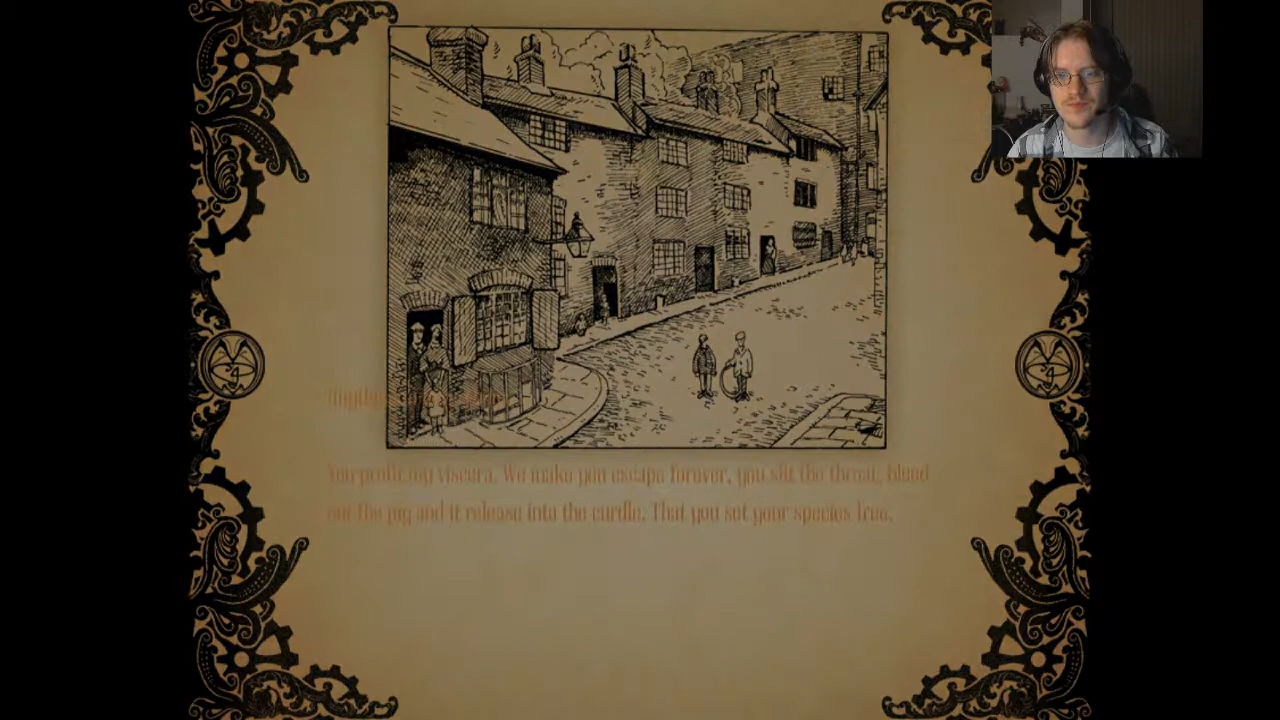 You profit my viscera. We make you escape forever, you slit the throat, bleed
out the pig and it release into the curdle. That you set your species free.